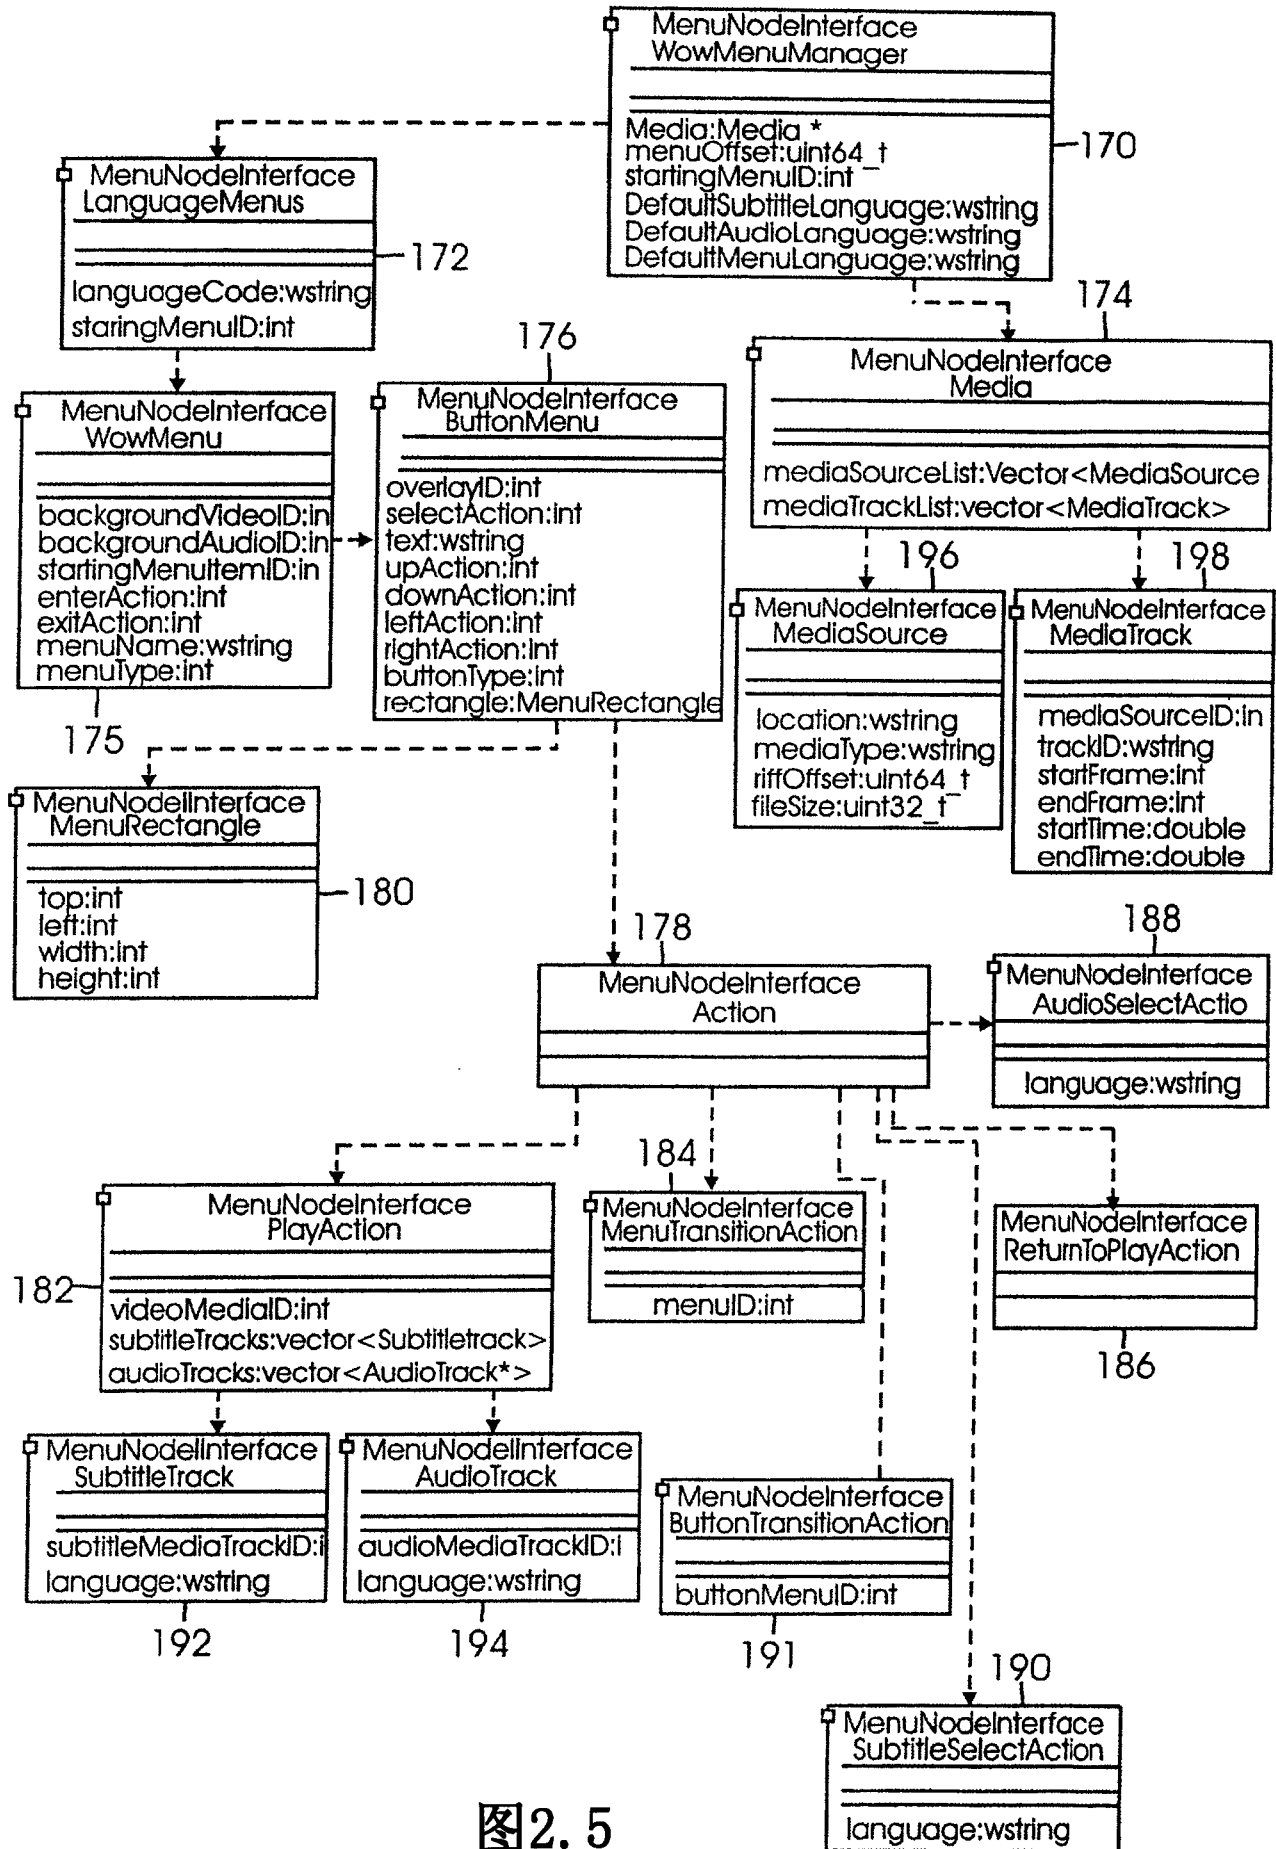 MenuNodeInterface
WowMenuManager
Media:Media *
menuOffset:uint64_t
startingMenuID:int
DefaultSubtitleLanguage:wstring
DefaultAudioLanguage:wstring
DefaultMenuLanguage:wstring
170
MenuNodeInterface
LanguageMenus
languageCode:wstring
staringMenuID:int
172
174
MenuNodeInterface
Media
mediaSourceList:Vector<MediaSource
mediaTrackList:vector<MediaTrack>
MenuNodeInterface
WowMenu
backgroundVideoID:in
backgroundAudioID:in
startingMenuItemID:in
enterAction:int
exitAction:int
menuName:wstring
menuType:int
175
176
MenuNodeInterface
ButtonMenu
overlayID:int
selectAction:int
text:wstring
upAction:int
downAction:int
leftAction:int
rightAction:int
buttonType:int
rectangle:MenuRectangle
196
MenuNodeInterface
MediaSource
location:wstring
mediaType:wstring
riffOffset:uint64_t
fileSize:uint32_t
198
MenuNodeInterface
MediaTrack
mediaSourceID:in
trackID:wstring
startFrame:int
endFrame:int
startTime:double
endTime:double
MenuNodeIInterface
MenuRectangle
top:int
left:int
width:int
height:int
180
178
MenuNodeInterface
Action
188
MenuNodeInterface
AudioSelectActio
language:wstring
182
MenuNodeInterface
PlayAction
videoMediaID:int
subtitleTracks:vector<Subtitletrack>
audioTracks:vector<AudioTrack*>
184
MenuNodeInterface
MenuTransitionAction
menuID:int
MenuNodeInterface
ReturnToPlayAction
186
MenuNodeIInterface
SubtitleTrack
subtitleMediaTrackID:i
language:wstring
192
MenuNodeIInterface
AudioTrack
audioMediaTrackID:i
language:wstring
194
MenuNodeInterface
ButtonTransitionAction
buttonMenuID:int
191
190
MenuNodeInterface
SubtitleSelectAction
language:wstring
图2.5